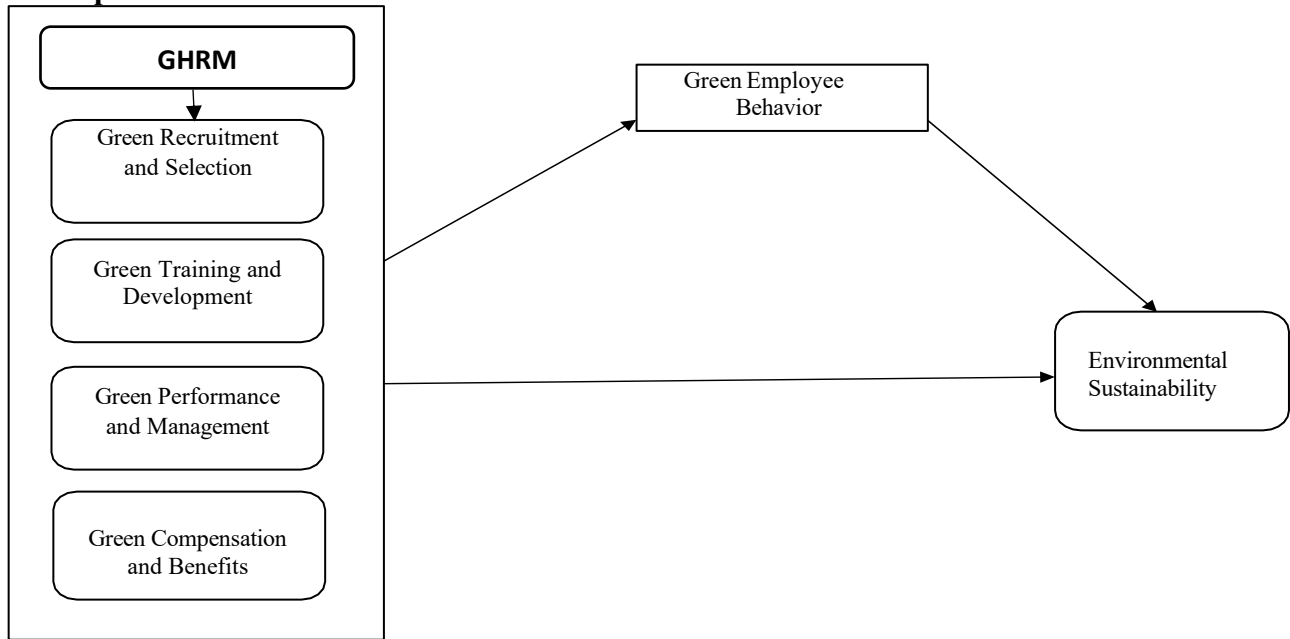 GHRM
Green Recruitment
and Selection
Green Training and
Development
Green Performance
and Management
Green Compensation
and Benefits
Green Employee
Behavior
Environmental
Sustainability